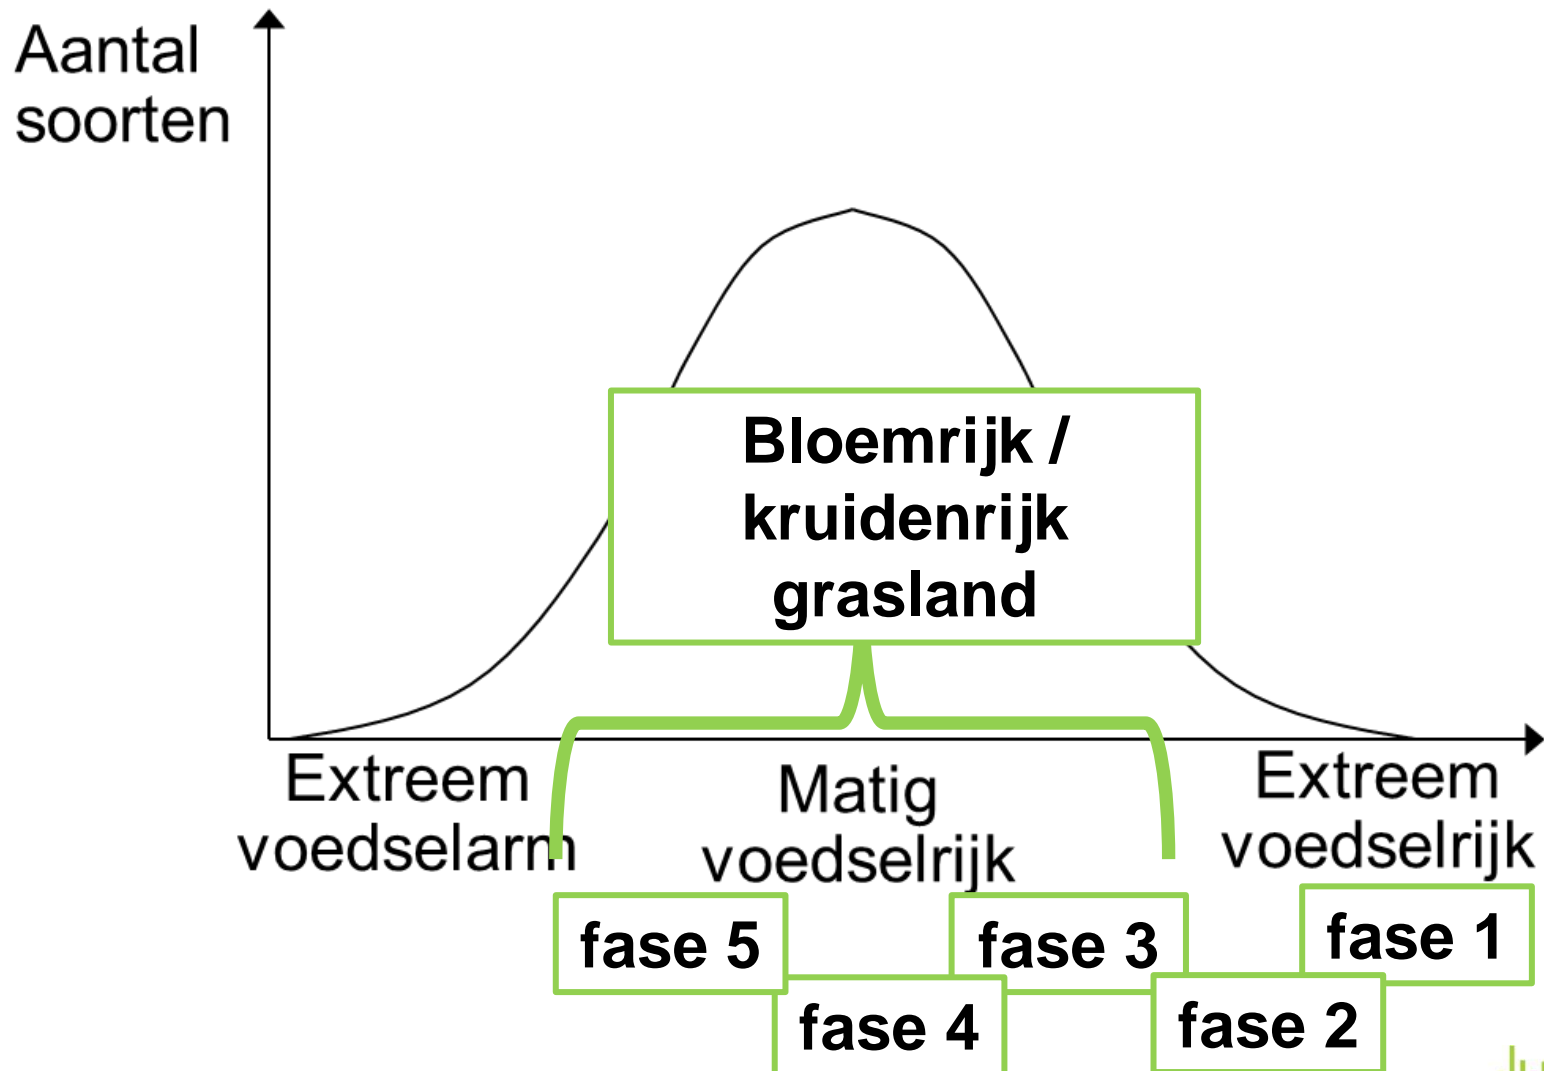 Aantal
soorten
Bloemrijk /
kruidenrijk
grasland
Extreem
voedselarm
Matig
voedselrijk
Extreem
voedselrijk
fase 5
fase 3
fase 1
fase 4
fase 2